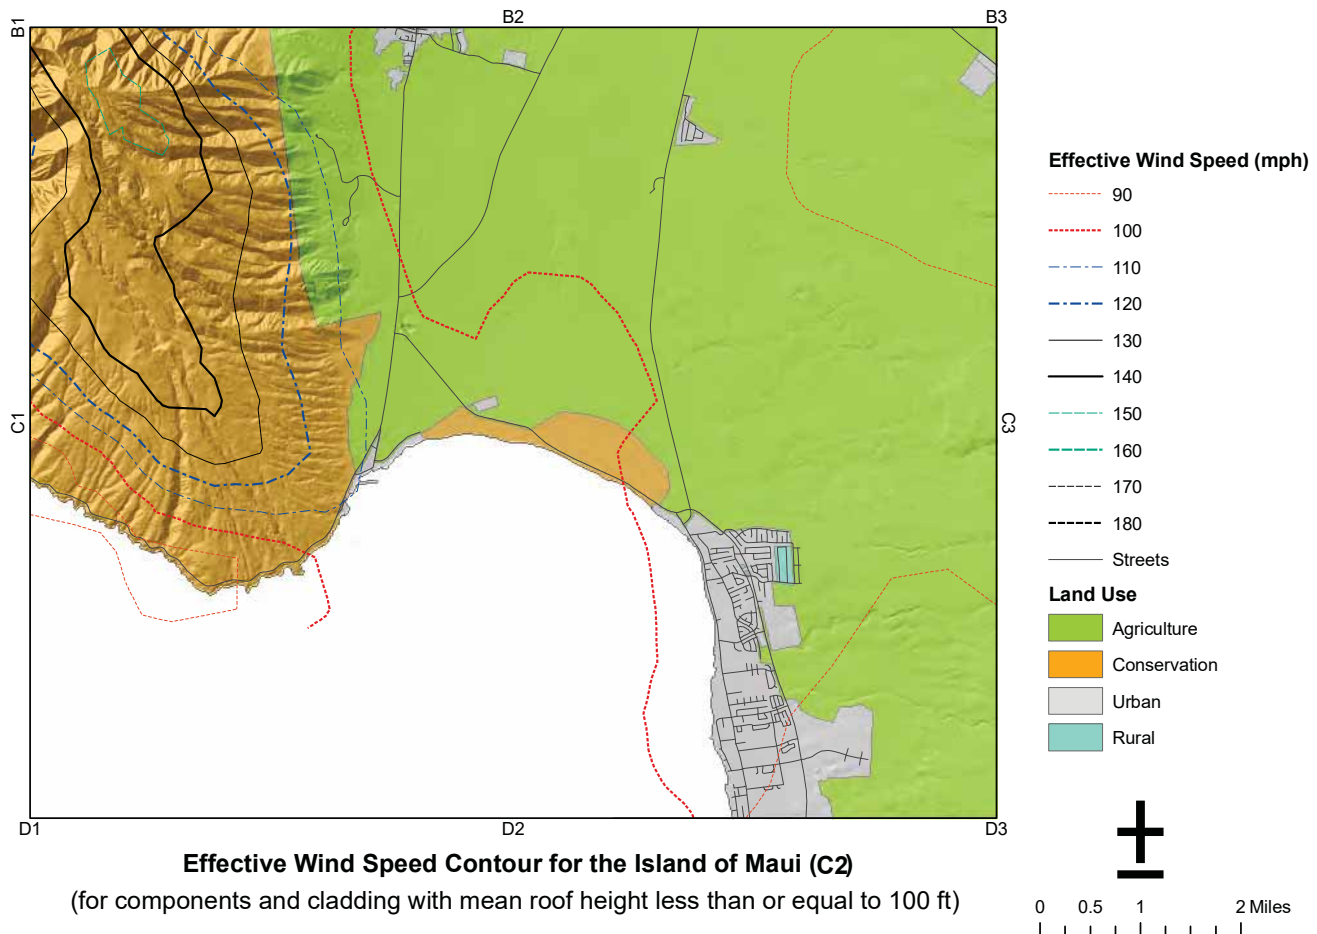 B1
B2
B3
C1
C3
D1
D2
D3
Effective Wind Speed (mph)
90
100
110
120
130
140
150
160
170
180
Streets
Land Use
Agriculture
Conservation
Urban
Rural
0 0.5 1 2 Miles
Effective Wind Speed Contour for the Island of Maui (C2)
(for components and cladding with mean roof height less than or equal to 100 ft)